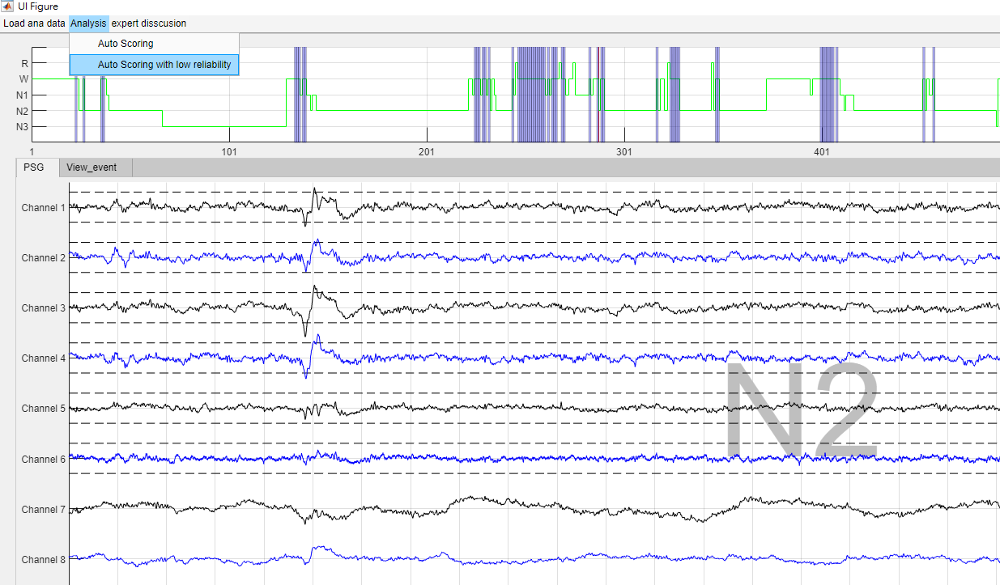 UI Figure
Load ana data Analysis expert disscusion
Auto Scoring
Auto Scoring with low reliability
R
W
N1
N2
N3
1 101 201 301 401
PSG View_event
Channel 1
Channel 2
Channel 3
Channel 4
N2
Channel 5
Channel 6
Channel 7
Channel 8